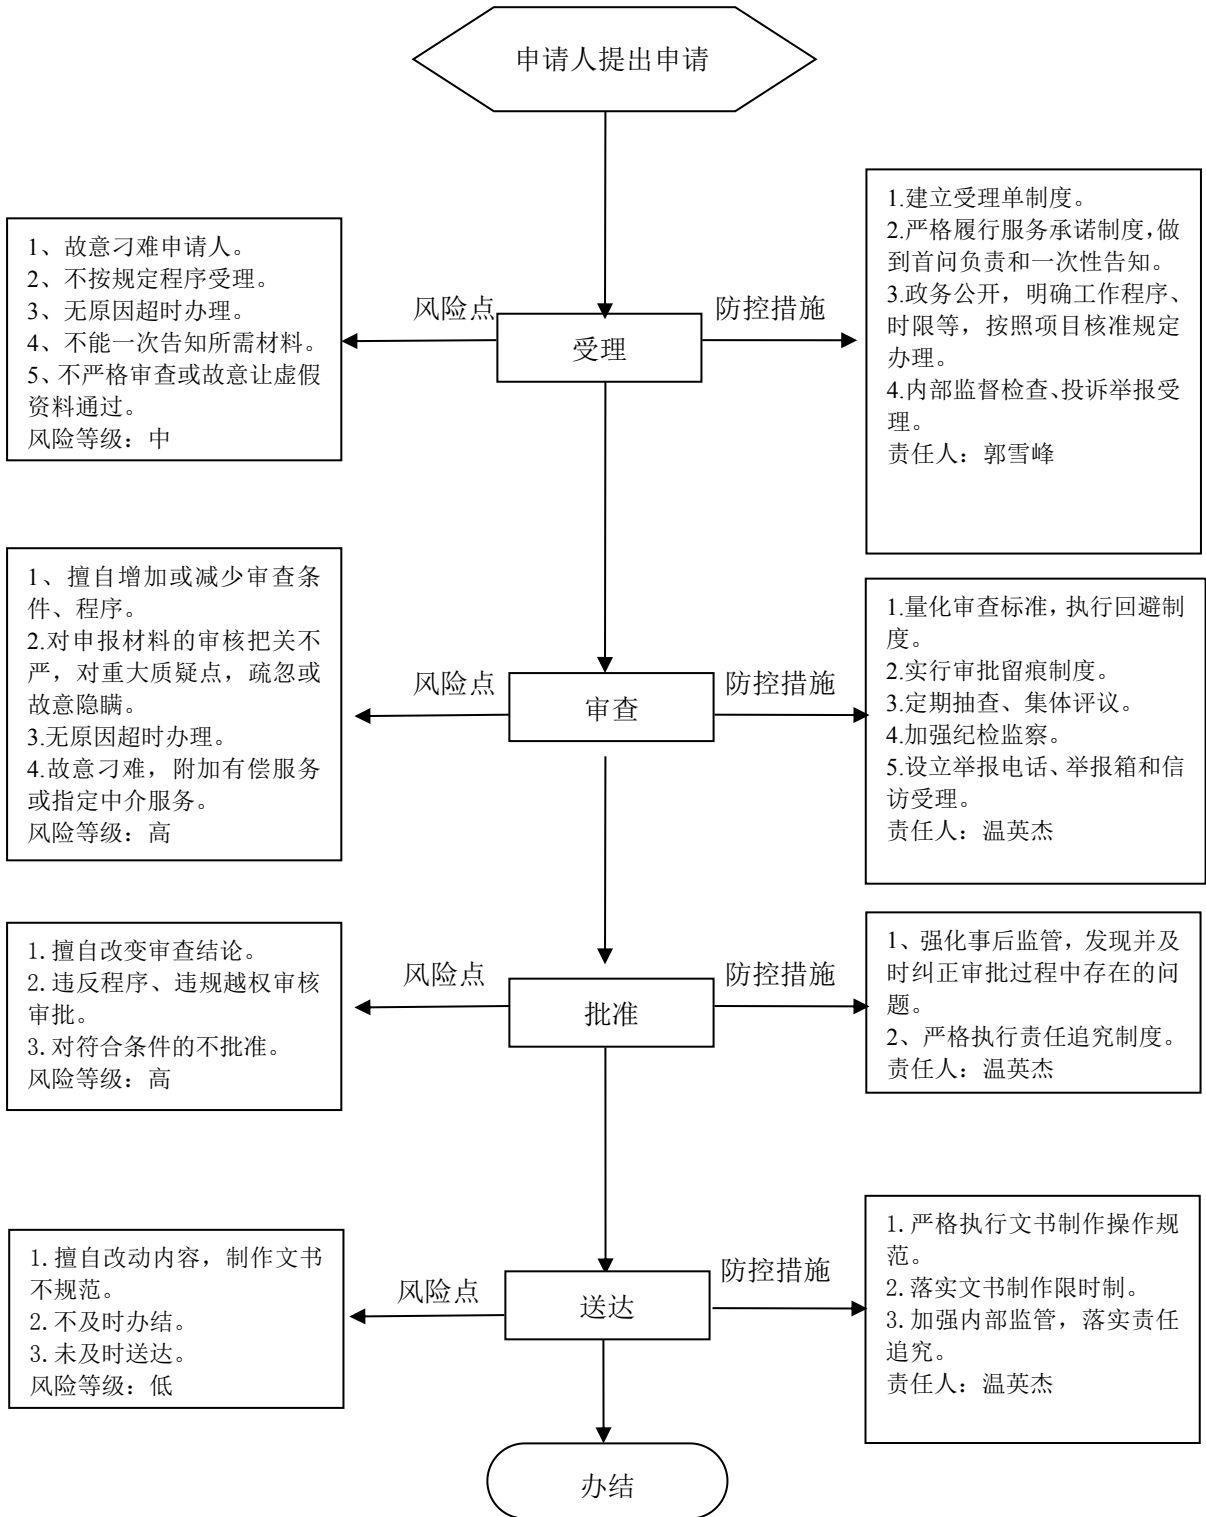 申请人提出申请
1、故意刁难申请人。
2、不按规定程序受理。
3、无原因超时办理。
4、不能一次告知所需材料。
5、不严格审查或故意让虚假
资料通过。
风险等级：中
风险点
受理
防控措施
1.建立受理单制度。
2.严格履行服务承诺制度，做
到首问负责和一次性告知。
3.政务公开，明确工作程序、
时限等，按照项目核准规定
办理。
4.内部监督检查、投诉举报受
理。
责任人：郭雪峰
1、擅自增加或减少审查条
件、程序。
2.对申报材料的审核把关不
严，对重大质疑点，疏忽或
故意隐瞒。
3.无原因超时办理。
4.故意刁难，附加有偿服务
或指定中介服务。
风险等级：高
风险点
审查
防控措施
1.量化审查标准，执行回避制
度。
2.实行审批留痕制度。
3.定期抽查、集体评议。
4.加强纪检监察。
5.设立举报电话、举报箱和信
访受理。
责任人：温英杰
1.擅自改变审查结论。
2.违反程序、违规越权审核
审批。
3.对符合条件的不批准。
风险等级：高
风险点
批准
防控措施
1、强化事后监管，发现并及
时纠正审批过程中存在的问
题。
2、严格执行责任追究制度。
责任人：温英杰
1.擅自改动内容，制作文书
不规范。
2.不及时办结。
3.未及时送达。
风险等级：低
风险点
送达
防控措施
1.严格执行文书制作操作规
范。
2.落实文书制作限时制。
3.加强内部监管，落实责任
追究。
责任人：温英杰
办结